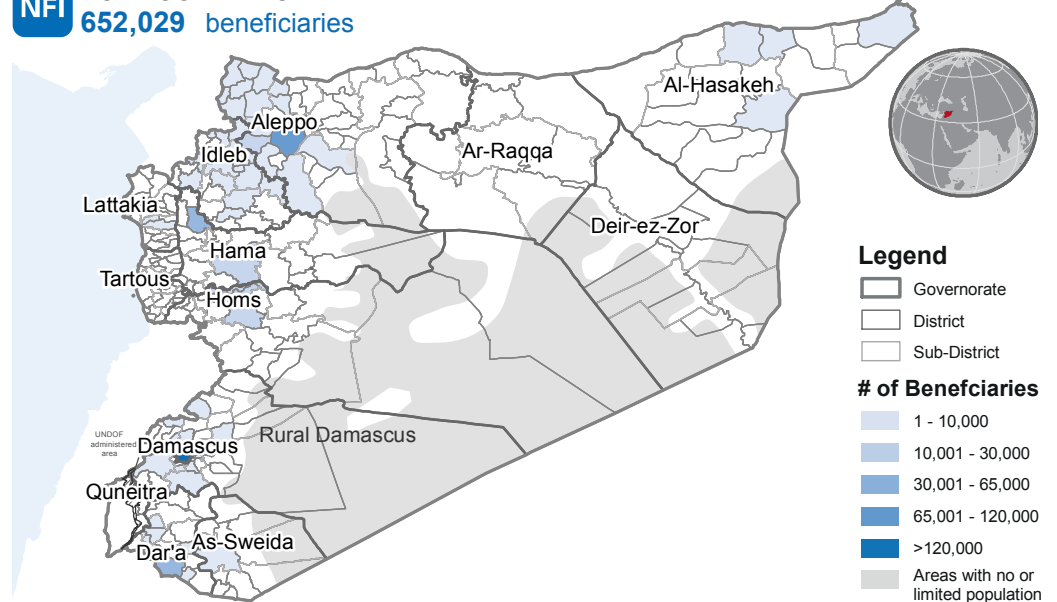 NFI
652,029 beneficiaries
Al-Hasakeh
Aleppo
Idleb
Ar-Raqqa
Lattakia
Deir-ez-Zor
Hama
Tartous
Homs
UNDOF
administered
area
Damascus
Rural Damascus
Quneitra
Dar'a
As-Sweida
Legend
Governorate
District
Sub-District
# of Benefciaries
1 - 10,000
10,001 - 30,000
30,001 - 65,000
65,001 - 120,000
>120,000
Areas with no or
limited population